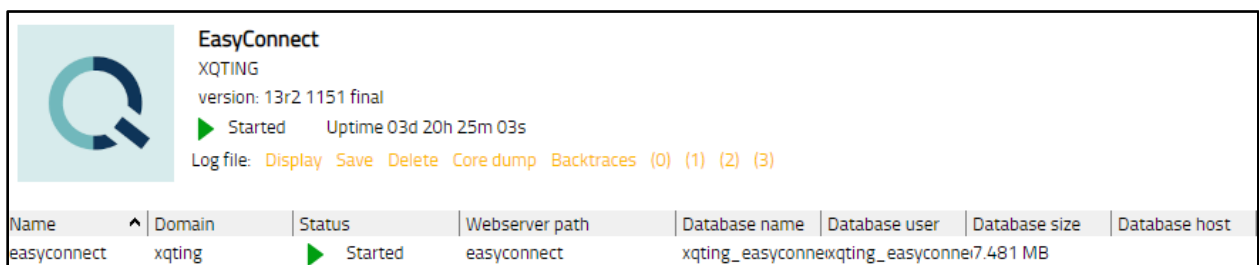 EasyConnect
XQTING
version: 13r2 1151 final
Started Uptime 03d 20h 25m 03s
Log file: Display Save Delete Core dump Backtraces (0) (1) (2) (3)
Name Domain Status Webserver path Database name Database user Database size Database host
easyconnect xqting Started easyconnect xqting_easyconne xqting_easyconne 7.481 MB